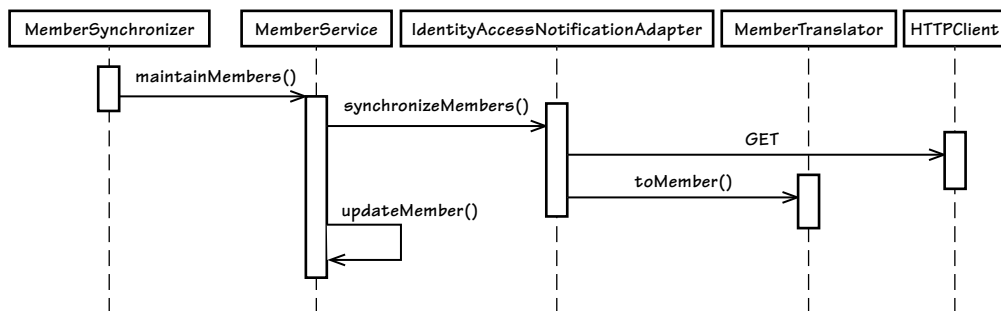 MemberSynchronizer
MemberService
IdentityAccessNotificationAdapter
MemberTranslator
HTTPClient
maintainMembers()
synchronizeMembers()
GET
toMember()
updateMember()